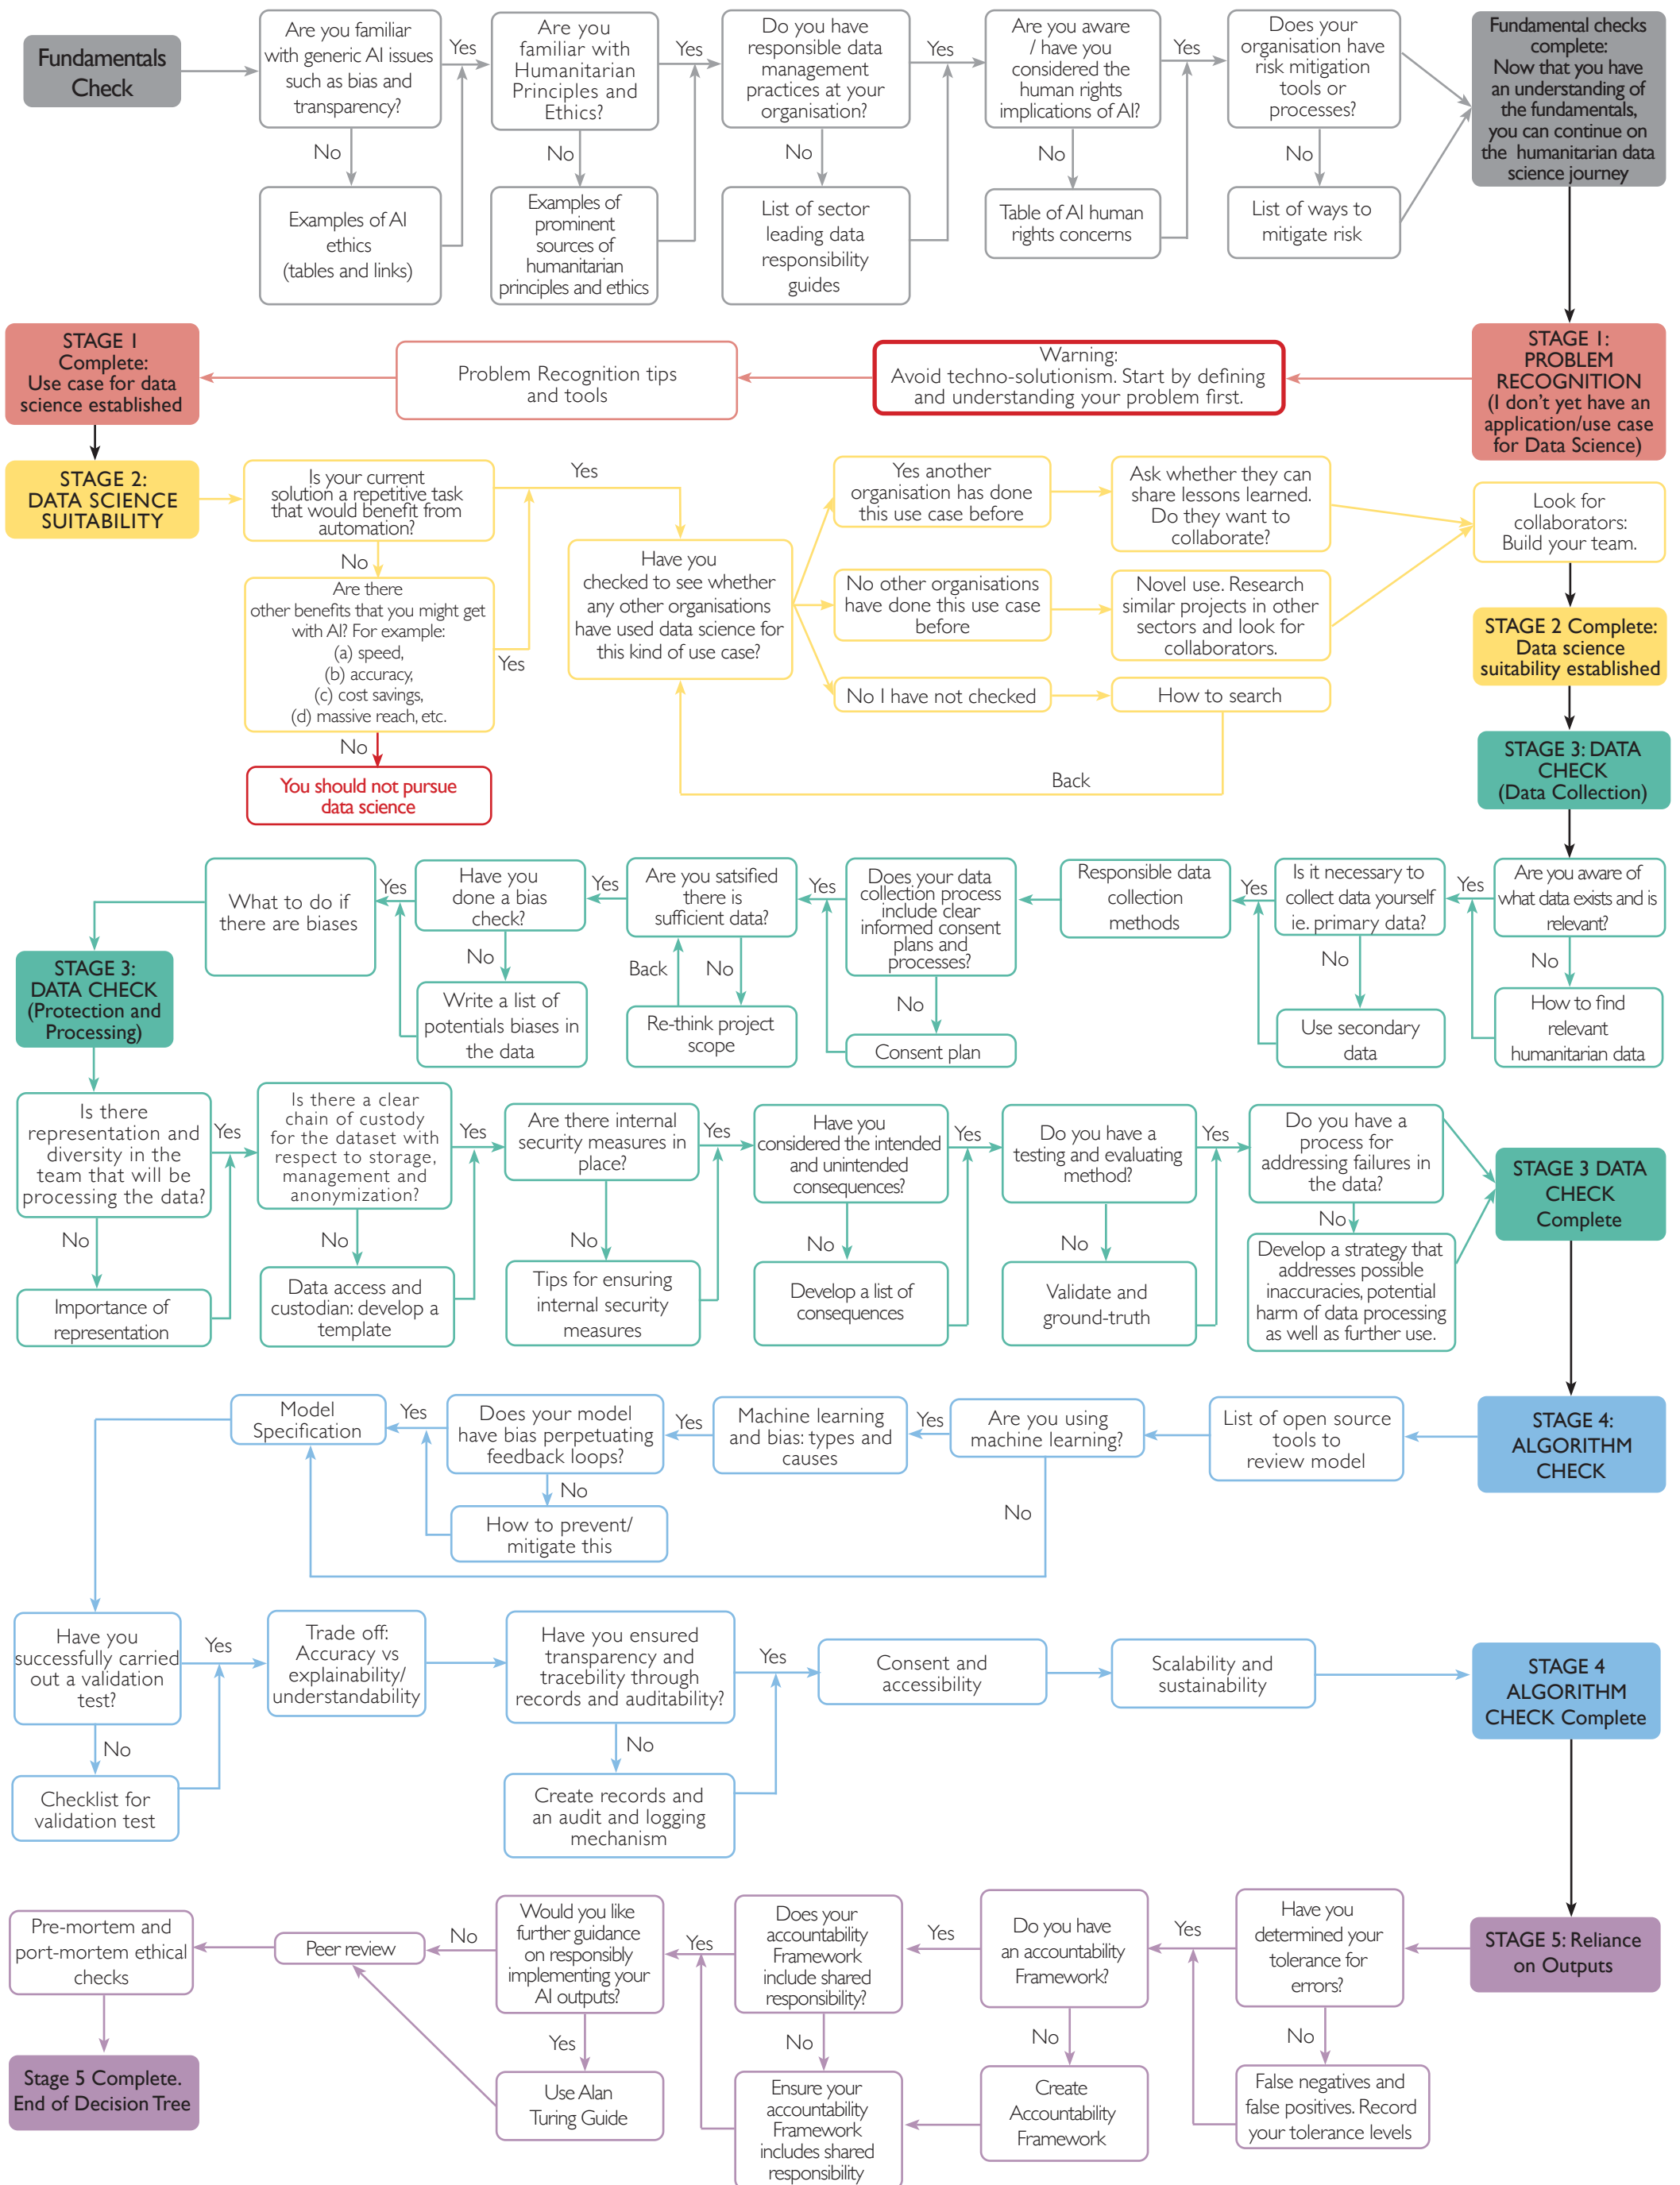 Fundamentals
Check
Are you familiar
with generic AI issues
such as bias and
transparency?
Yes
No
Examples of AI
ethics
(tables and links)
Are you
familiar with
Humanitarian
Principles and
Ethics?
Yes
No
Examples of
prominent
sources of
humanitarian
principles and ethics
Do you have
responsible data
management
practices at your
organisation?
Yes
No
List of sector
leading data
responsibility
guides
Are you aware
/ have you
considered the
human rights
implications of AI?
Yes
No
Table of AI human
rights concerns
Does your
organisation have
risk mitigation
tools or
processes?
No
List of ways to
mitigate risk
Fundamental checks
complete:
Now that you have
an understanding of
the fundamentals,
you can continue on
the humanitarian data
science journey
STAGE 1:
PROBLEM
RECOGNITION
(I don't yet have an
application/use case
for Data Science)
Warning:
Avoid techno-solutionism. Start by defining
and understanding your problem first.
Problem Recognition tips
and tools
STAGE 1
Complete:
Use case for data
science established
STAGE 2:
DATA SCIENCE
SUITABILITY
Is your current
solution a repetitive task
that would benefit from
automation?
Yes
No
Are there
other benefits that you might get
with AI? For example:
(a) speed,
(b) accuracy,
(c) cost savings,
(d) massive reach, etc.
Yes
No
You should not pursue
data science
Have you
checked to see whether
any other organisations
have used data science for
this kind of use case?
Yes another
organisation has done
this use case before
Ask whether they can
share lessons learned.
Do they want to
collaborate?
No other organisations
have done this use case
before
Novel use. Research
similar projects in other
sectors and look for
collaborators.
No I have not checked
How to search
Back
Look for
collaborators:
Build your team.
STAGE 2 Complete:
Data science
suitability established
STAGE 3: DATA
CHECK
(Data Collection)
Are you aware of
what data exists and is
relevant?
Yes
No
How to find
relevant
humanitarian data
Is it necessary to
collect data yourself
ie. primary data?
Yes
No
Use secondary
data
Responsible data
collection
methods
Does your data
collection process
include clear
informed consent
plans and
processes?
Yes
No
Consent plan
Are you satsified
there is
sufficient data?
Yes
Back
No
Re-think project
scope
Have you
done a bias
check?
Yes
No
Write a list of
potentials biases in
the data
What to do if
there are biases
STAGE 3:
DATA CHECK
(Protection and
Processing)
Is there
representation and
diversity in the
team that will be
processing the data?
Yes
No
Importance of
representation
Is there a clear
chain of custody
for the dataset with
respect to storage,
management and
anonymization?
Yes
No
Data access and
custodian: develop a
template
Are there internal
security measures in
place?
Yes
No
Tips for ensuring
internal security
measures
Have you
considered the intended
and unintended
consequences?
Yes
No
Develop a list of
consequences
Do you have a
testing and evaluating
method?
Yes
No
Validate and
ground-truth
Do you have a
process for
addressing failures in
the data?
No
Develop a strategy that
addresses possible
inaccuracies, potential
harm of data processing
as well as further use.
STAGE 3 DATA
CHECK
Complete
STAGE 4:
ALGORITHM
CHECK
List of open source
tools to
review model
Are you using
machine learning?
Yes
No
Machine learning
and bias: types and
causes
Yes
Does your model
have bias perpetuating
feedback loops?
Yes
No
How to prevent/
mitigate this
Model
Specification
Have you
successfully carried
out a validation
test?
Yes
No
Checklist for
validation test
Trade off:
Accuracy vs
explainability/
understandability
Have you ensured
transparency and
tracebility through
records and auditability?
Yes
No
Create records and
an audit and logging
mechanism
Consent and
accessibility
Scalability and
sustainability
STAGE 4
ALGORITHM
CHECK Complete
STAGE 5: Reliance
on Outputs
Have you
determined your
tolerance for
errors?
Yes
No
False negatives and
false positives. Record
your tolerance levels
Do you have
an accountability
Framework?
Yes
No
Create
Accountability
Framework
Does your
accountability
Framework
include shared
responsibility?
Yes
No
Ensure your
accountability
Framework
includes shared
responsibility
Would you like
further guidance
on responsibly
implementing your
AI outputs?
No
Yes
Use Alan
Turing Guide
Peer review
Pre-mortem and
port-mortem ethical
checks
Stage 5 Complete.
End of Decision Tree